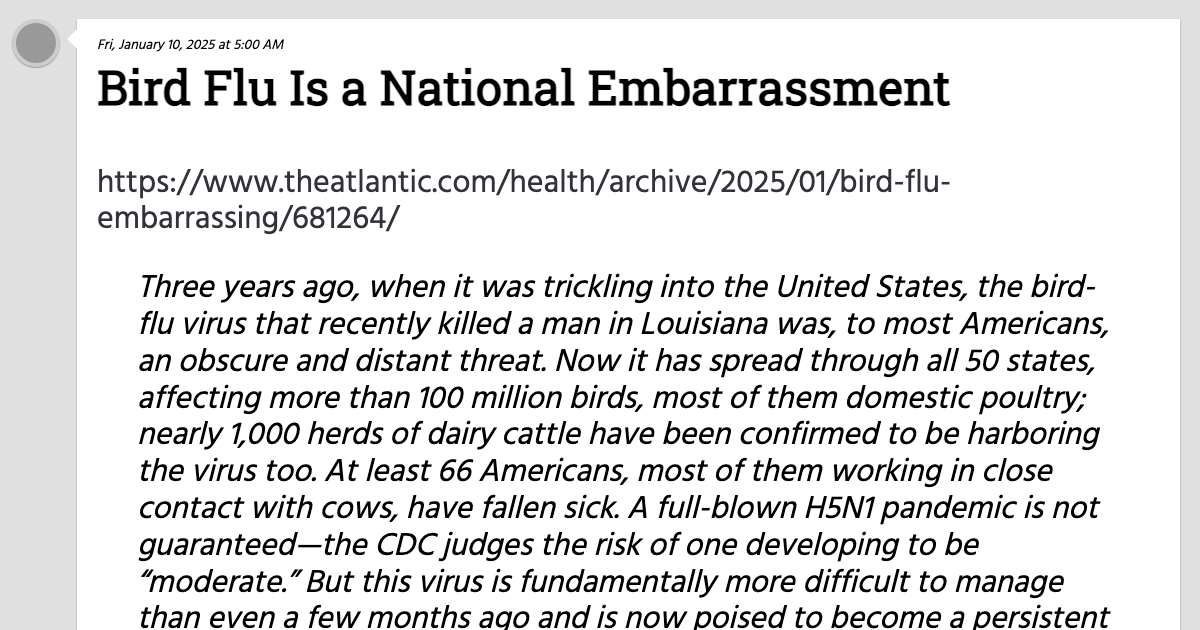 Fri, January 10, 2025 at 5:00 AM
Bird Flu Is a National Embarrassment
https://www.theatlantic.com/health/archive/2025/01/bird-flu-
embarrassing/681264/
Three years ago, when it was trickling into the United States, the bird-
flu virus that recently killed a man in Louisiana was, to most Americans,
an obscure and distant threat. Now it has spread through all 50 states,
affecting more than 100 million birds, most of them domestic poultry;
nearly 1,000 herds of dairy cattle have been confirmed to be harboring
the virus too. At least 66 Americans, most of them working in close
contact with cows, have fallen sick. A full-blown H5N1 pandemic is not
guaranteed—the CDC judges the risk of one developing to be
“moderate.” But this virus is fundamentally more difficult to manage
than even a few months ago and is now poised to become a persistent